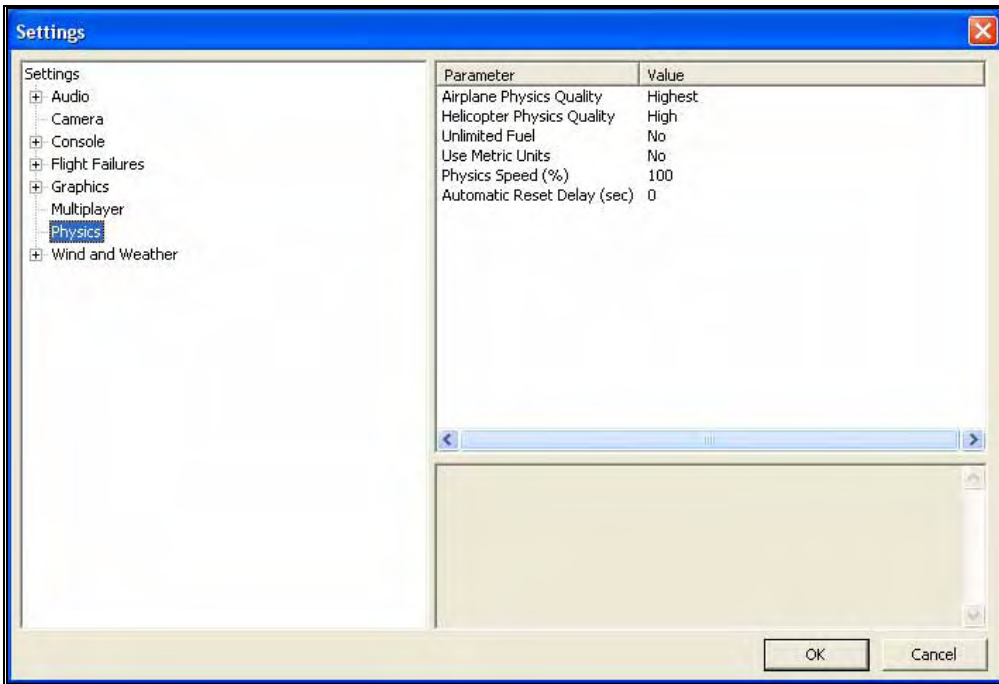 Settings
Settings
Audio
Camera
Console
Flight Failures
Graphics
Multiplayer
Physics
Wind and Weather
Parameter Value
Airplane Physics Quality Highest
Helicopter Physics Quality High
Unlimited Fuel No
Use Metric Units No
Physics Speed (%) 100
Automatic Reset Delay (sec) 0
OK Cancel